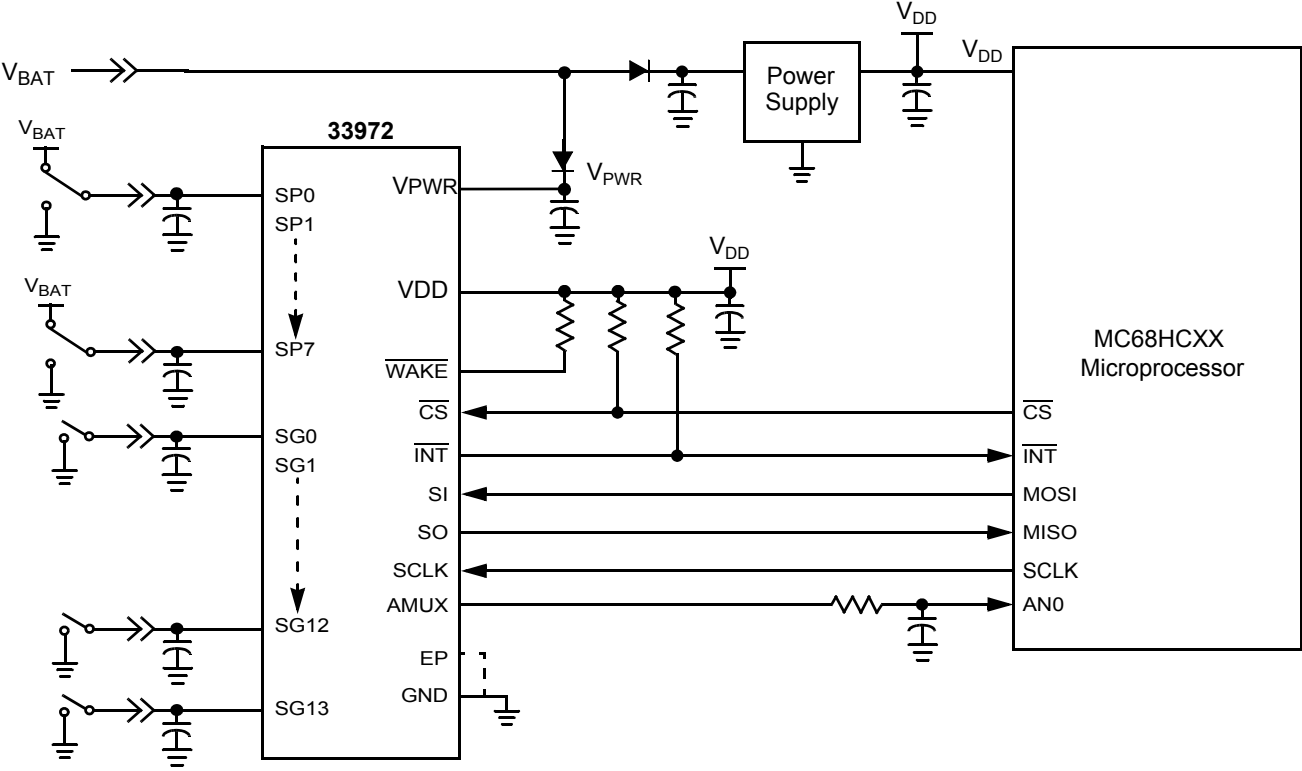 VDD
VDD
VBAT
Power
Supply
33972
VBAT
VPWR
VPWR
SP0
SP1
VDD
VDD
VBAT
SP7
WAKE
MC68HCXX
Microprocessor
CS
CS
SG0
INT
INT
SG1
SI
MOSI
SO
MISO
SCLK
SCLK
AMUX
AN0
SG12
EP
GND
SG13